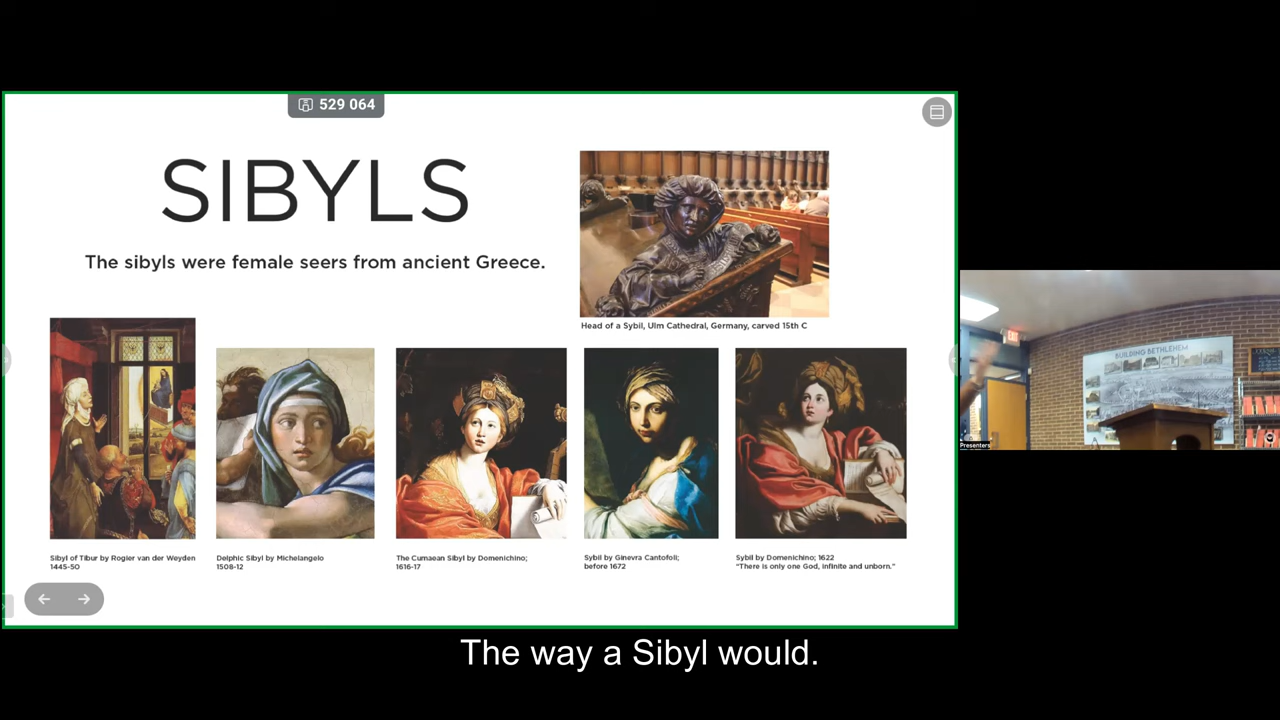 529 064
SIBYLS
The sibyls were female seers from ancient Greece.
Head of a Sybil, Ulm Cathedral, Germany, carved 15th C
Sibyl of Tibur by Rogier van der Weyden
1445-50
Delphic Sibyl by Michelangelo
1508-12
The Cumaean Sibyl by Domenichino;
1616-17
Sybil by Ginevra Cantofoli;
before 1672
Sybil by Domenichino; 1622
“There is only one God, infinite and unborn.”
EXIT
BUILDING BETHLEHEM
Presenters
The way a Sibyl would.